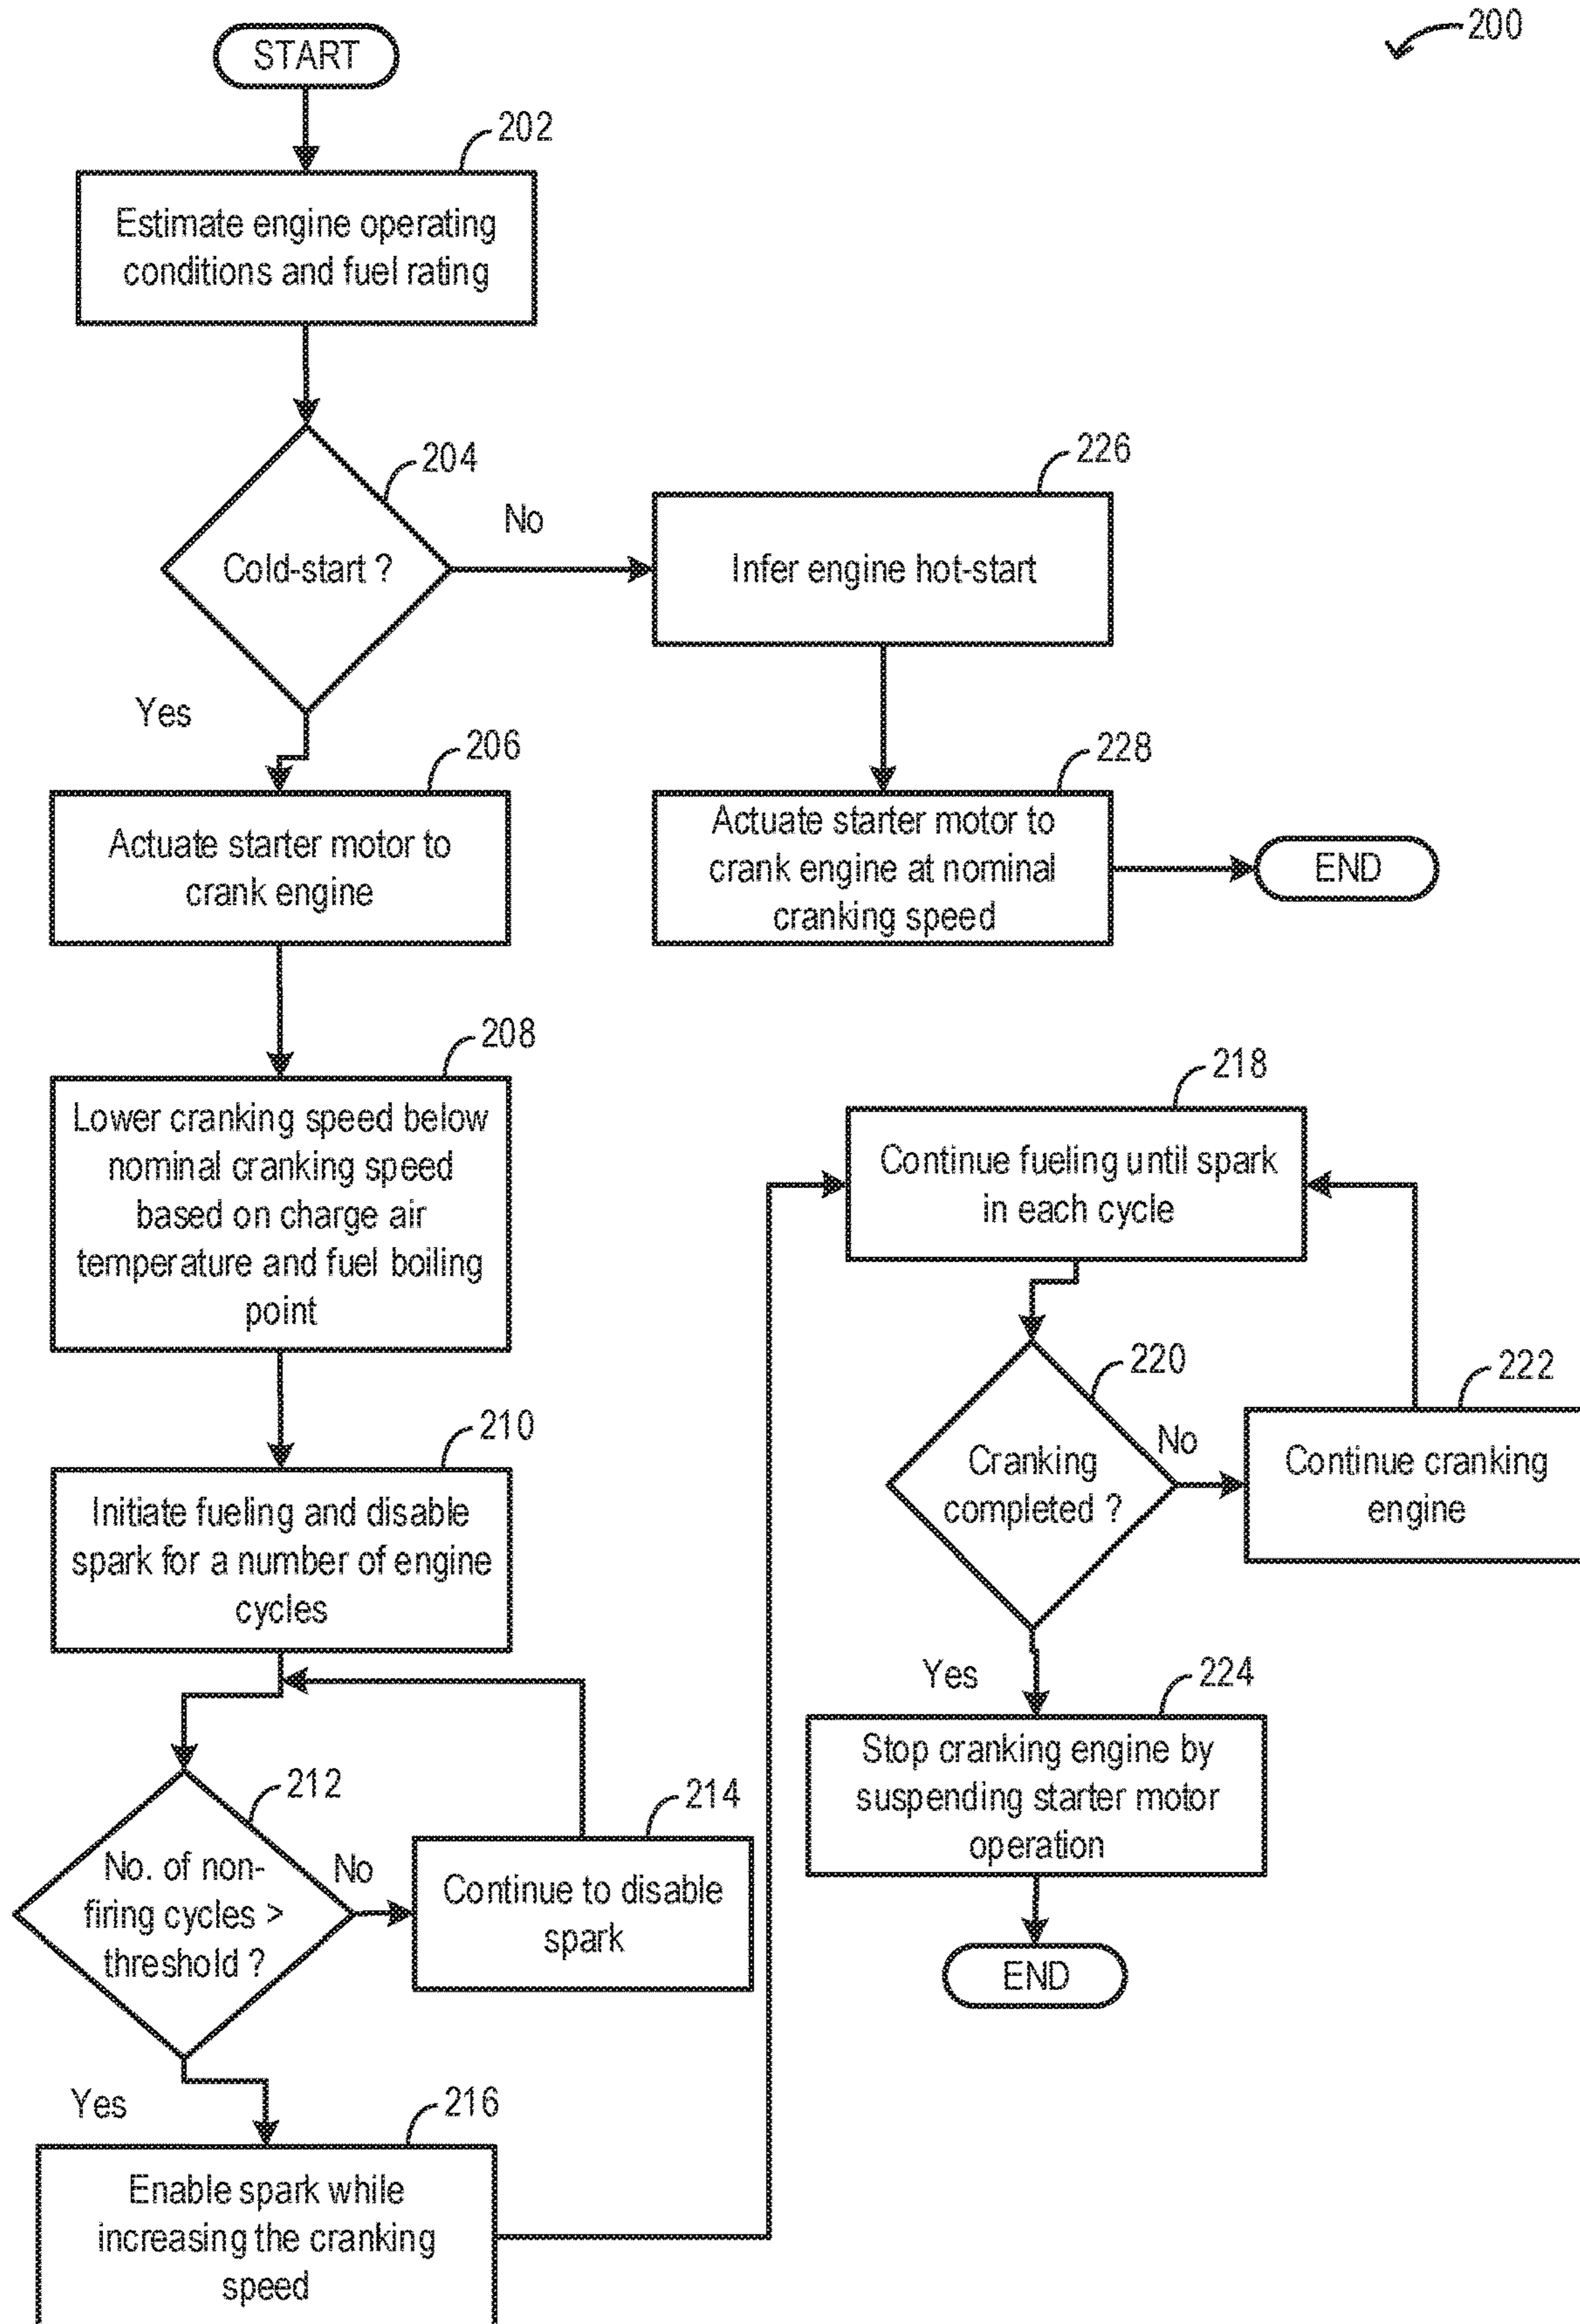 200
START
202
Estimate engine operating
conditions and fuel rating
204
Cold-start ?
No
Yes
226
Infer engine hot-start
206
Actuate starter motor to
crank engine
228
Actuate starter motor to
crank engine at nominal
cranking speed
END
208
Lower cranking speed below
nominal cranking speed
based on charge air
temperature and fuel boiling
point
210
Initiate fueling and disable
spark for a number of engine
cycles
212
No. of non-
firing cycles >
threshold ?
No
214
Continue to disable
spark
Yes
216
Enable spark while
increasing the cranking
speed
218
Continue fueling until spark
in each cycle
220
Cranking
completed ?
No
222
Continue cranking
engine
Yes
224
Stop cranking engine by
suspending starter motor
operation
END